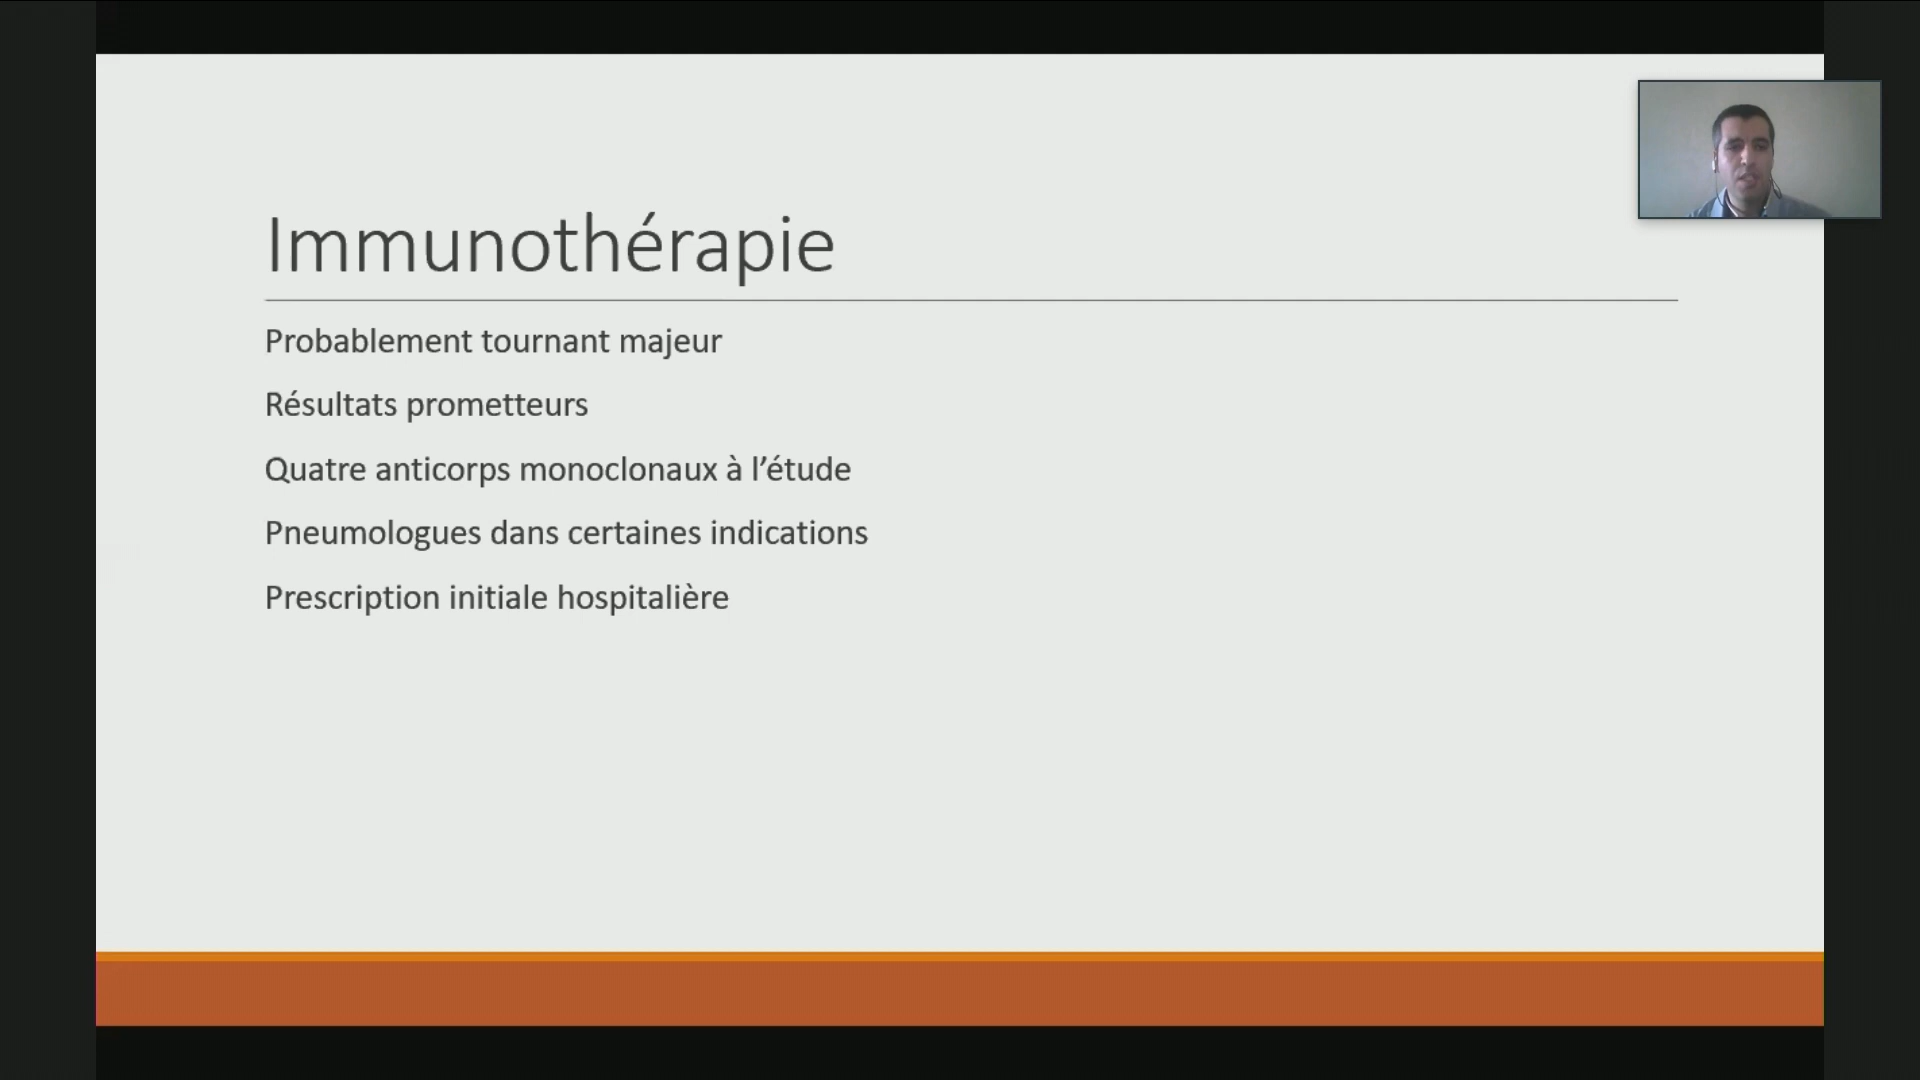 Immunothérapie
Probablement tournant majeur
Résultats prometteurs
Quatre anticorps monoclonaux à l’étude
Pneumologues dans certaines indications
Prescription initiale hospitalière